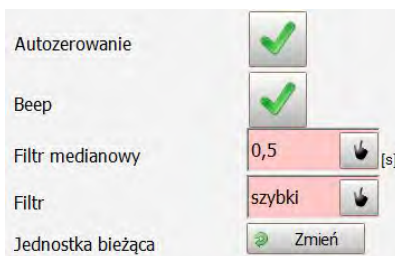 Autozerowanie
Beep
Filtr medianowy 0,5 [s]
Filtr szybki
Jednostka bieżąca Zmień